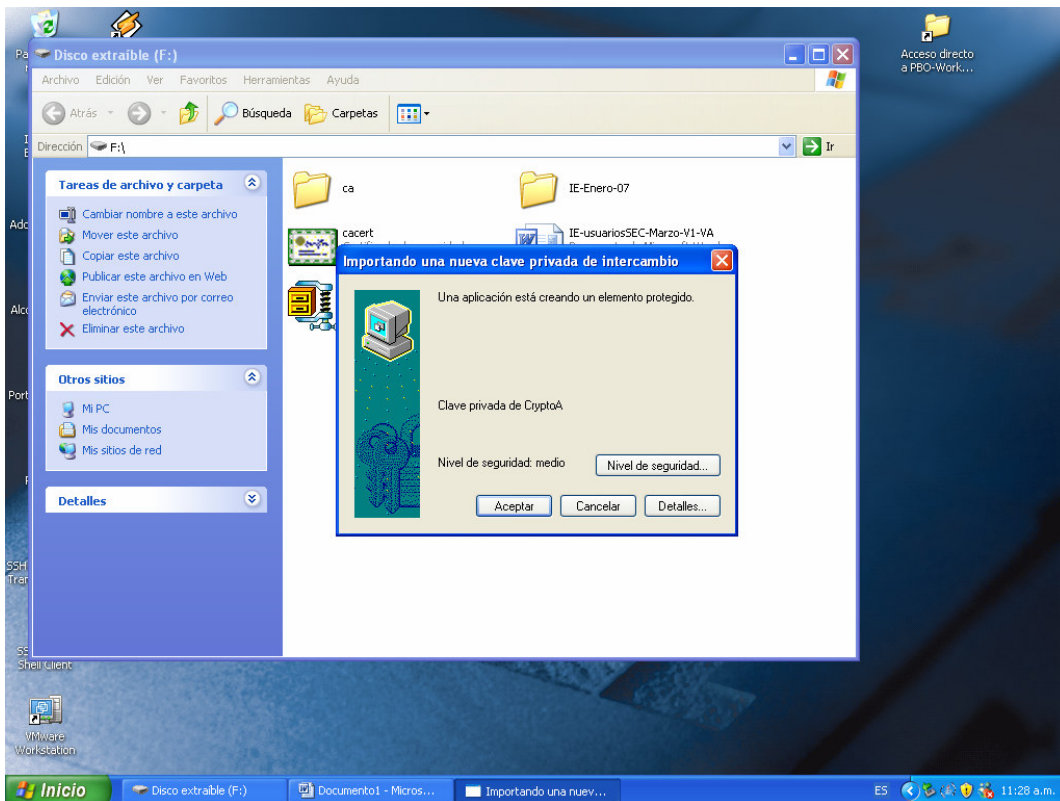 Disco extraíble (F:)
Archivo Edición Ver Favoritos Herramientas Ayuda
Atrás Búsqueda Carpetas
Dirección F:\ Ir
Tareas de archivo y carpeta
Cambiar nombre a este archivo
Mover este archivo
Copiar este archivo
Publicar este archivo en Web
Enviar este archivo por correo
electrónico
Eliminar este archivo
Otros sitios
Mi PC
Mis documentos
Mis sitios de red
Detalles
ca
IE-Enero-07
cacert
IE-usuariosSEC-Marzo-V1-VA
Importando una nueva clave privada de intercambio
Una aplicación está creando un elemento protegido.
Clave privada de CryptoA
Nivel de seguridad: medio
Nivel de seguridad...
Aceptar Cancelar Detalles...
Acceso directo
a PBO-Work...
Shell Client
VMware
Workstation
Inicio
Disco extraíble (F:)
Documento1 - Micros...
Importando una nuev...
ES
11:28 a.m.